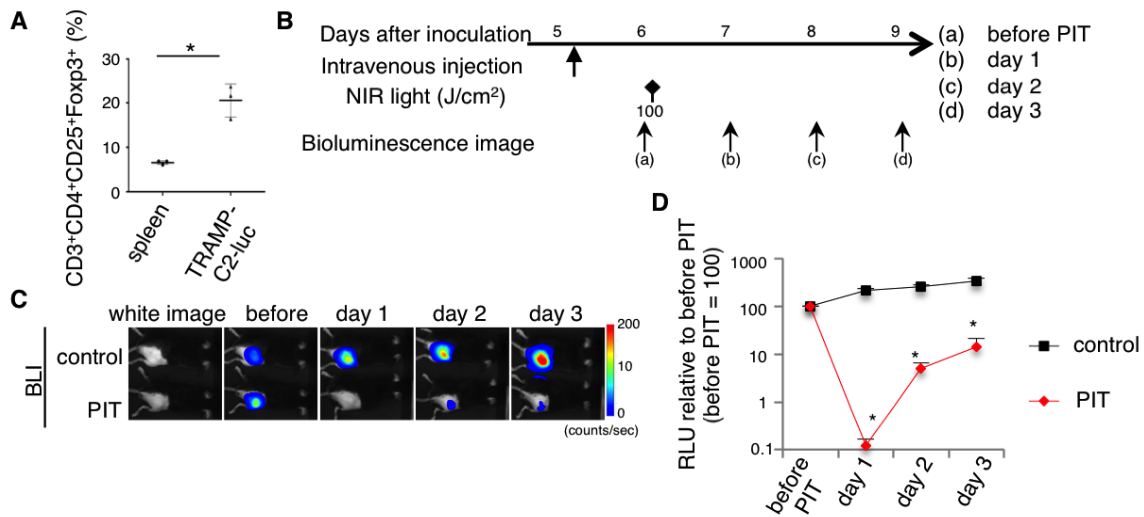 A
CD3⁺CD4⁺CD25⁺Foxp3⁺ (%)
30
20
10
0
*
spleen
TRAMP-
C2-luc
B
Days after inoculation 5 6 7 8 9
Intravenous injection
NIR light (J/cm²)
100
Bioluminescence image
(a) (b) (c) (d)
(a) before PIT
(b) day 1
(c) day 2
(d) day 3
C
white image before day 1 day 2 day 3
BLI
control
PIT
200
10
0
(counts/sec)
D
RLU relative to before PIT
(before PIT = 100)
1000
100
10
1
0.1
*
*
*
before
PIT
day 1
day 2
day 3
control
PIT